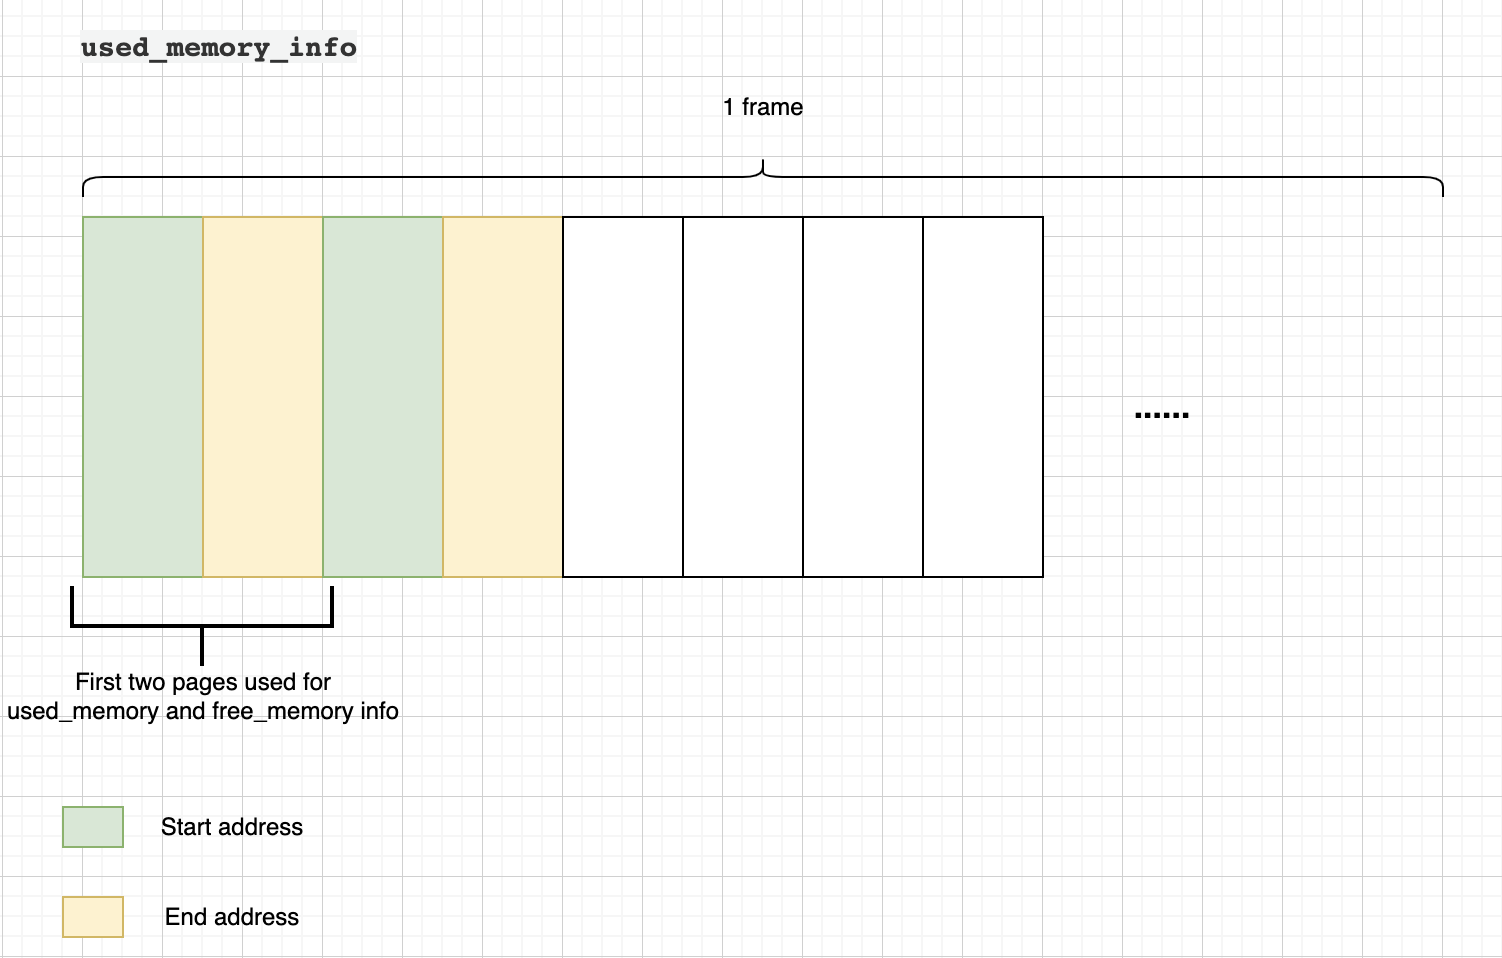 used_memory_info
1 frame
......
First two pages used for
used_memory and free_memory info
Start address
End address